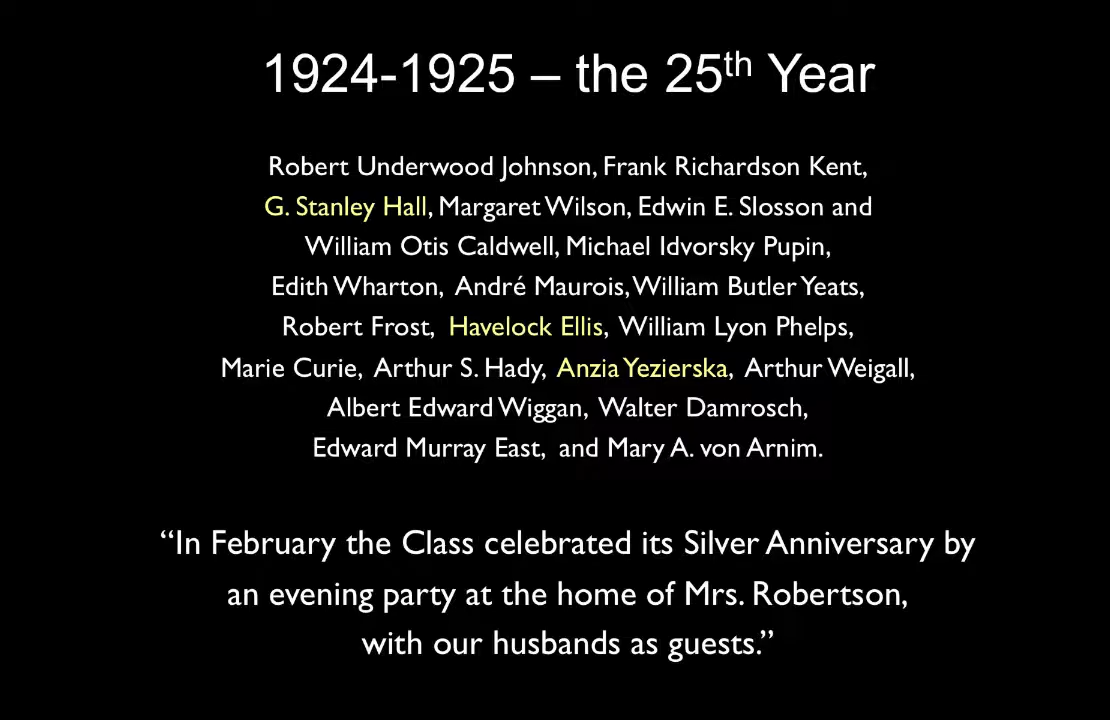 1924-1925 – the 25th Year
Robert Underwood Johnson, Frank Richardson Kent,
G. Stanley Hall, Margaret Wilson, Edwin E. Slosson and
William Otis Caldwell, Michael Idvorsky Pupin,
Edith Wharton, André Maurois, William Butler Yeats,
Robert Frost, Havelock Ellis, William Lyon Phelps,
Marie Curie, Arthur S. Hady, Anzia Yezierska, Arthur Weigall,
Albert Edward Wiggan, Walter Damrosch,
Edward Murray East, and Mary A. von Arnim.
“In February the Class celebrated its Silver Anniversary by
an evening party at the home of Mrs. Robertson,
with our husbands as guests.”